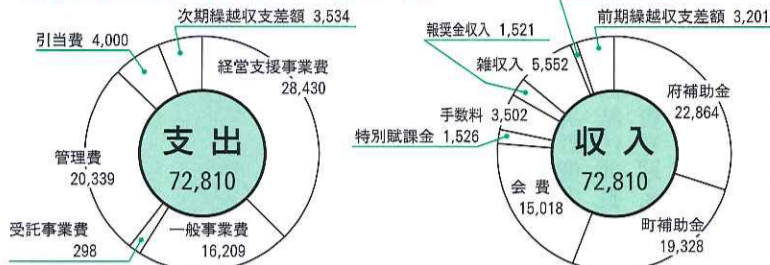 次期繰越収支差額 3,534
引当費 4,000
経営支援事業費
28,430
支出
72,810
管理費
20,339
受託事業費
298
一般事業費
16,209
前期繰越収支差額 3,201
報奨金収入 1,521
雑収入 5,552
府補助金
22,864
手数料 3,502
特別賦課金 1,526
収入
72,810
会費
15,018
町補助金
19,328